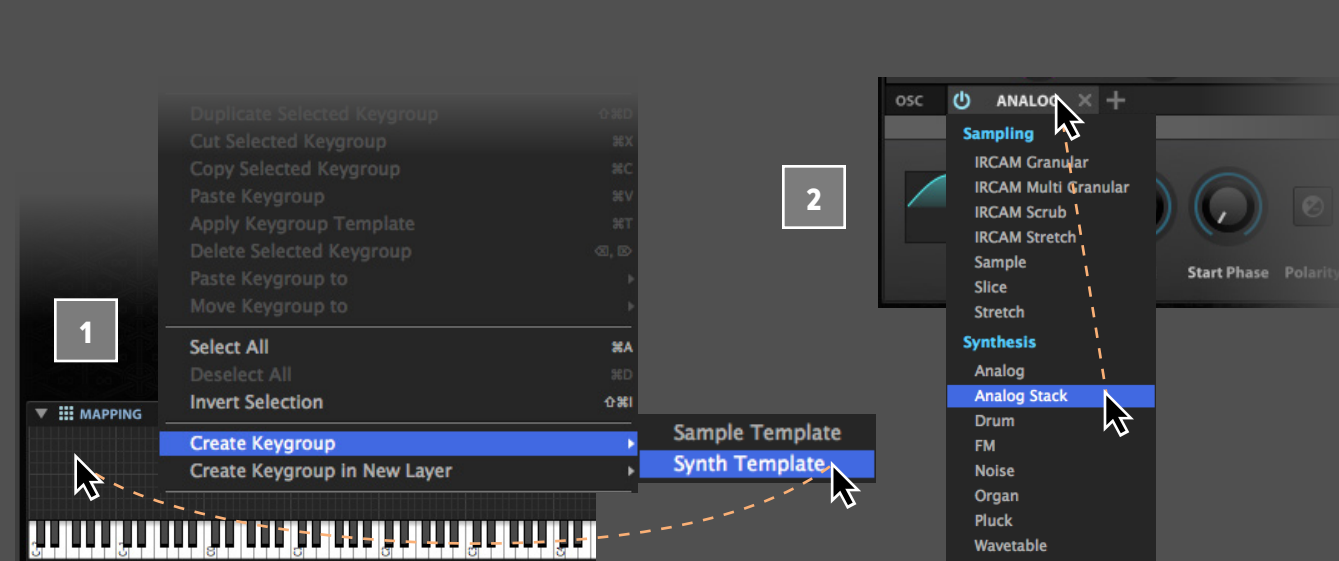 Duplicate Selected Keygroup ⇧⌘D
Cut Selected Keygroup ⌘X
Copy Selected Keygroup ⌘C
Paste Keygroup ⌘V
Apply Keygroup Template ⌘T
Delete Selected Keygroup ⌫, ⌦
Paste Keygroup to
Move Keygroup to
1
Select All ⌘A
Deselect All ⌘D
Invert Selection ⇧⌘I
MAPPING
Create Keygroup
Create Keygroup in New Layer
Sample Template
Synth Template
2
OSC ANALOG
Sampling
IRCAM Granular
IRCAM Multi Granular
IRCAM Scrub
IRCAM Stretch
Sample
Slice
Stretch
Synthesis
Analog
Analog Stack
Drum
FM
Noise
Organ
Pluck
Wavetable
Start Phase Polarity